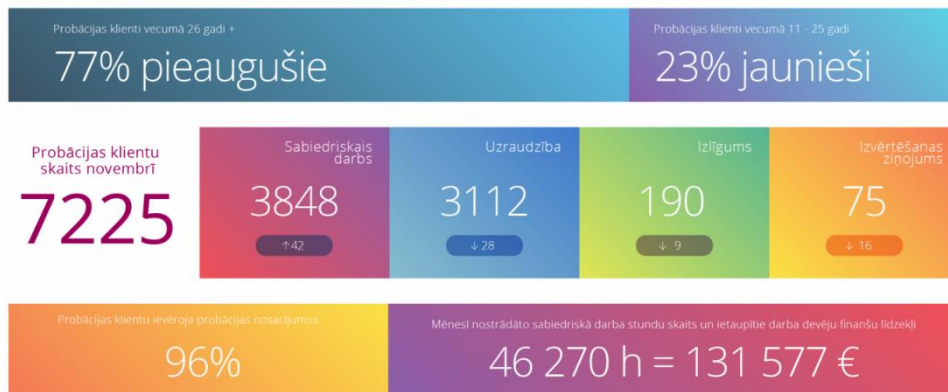 Probācijas klienti vecumā 26 gadi +
77% pieaugušie
Probācijas klienti vecumā 11 - 25 gadi
23% jaunieši
Probācijas klientu
skaits novembrī
7225
Sabiedriskais
darbs
3848
↑42
Uzraudzība
3112
↓ 28
Izlīgums
190
↓ 9
Izvērtēšanas
ziņojums
75
↓ 16
Probācijas klientu ievēroja probācijas nosacījumus
96%
Mēnesī nostrādāto sabiedriskā darba stundu skaits un ietaupītie darba devēju finanšu līdzekļi
46 270 h = 131 577 €